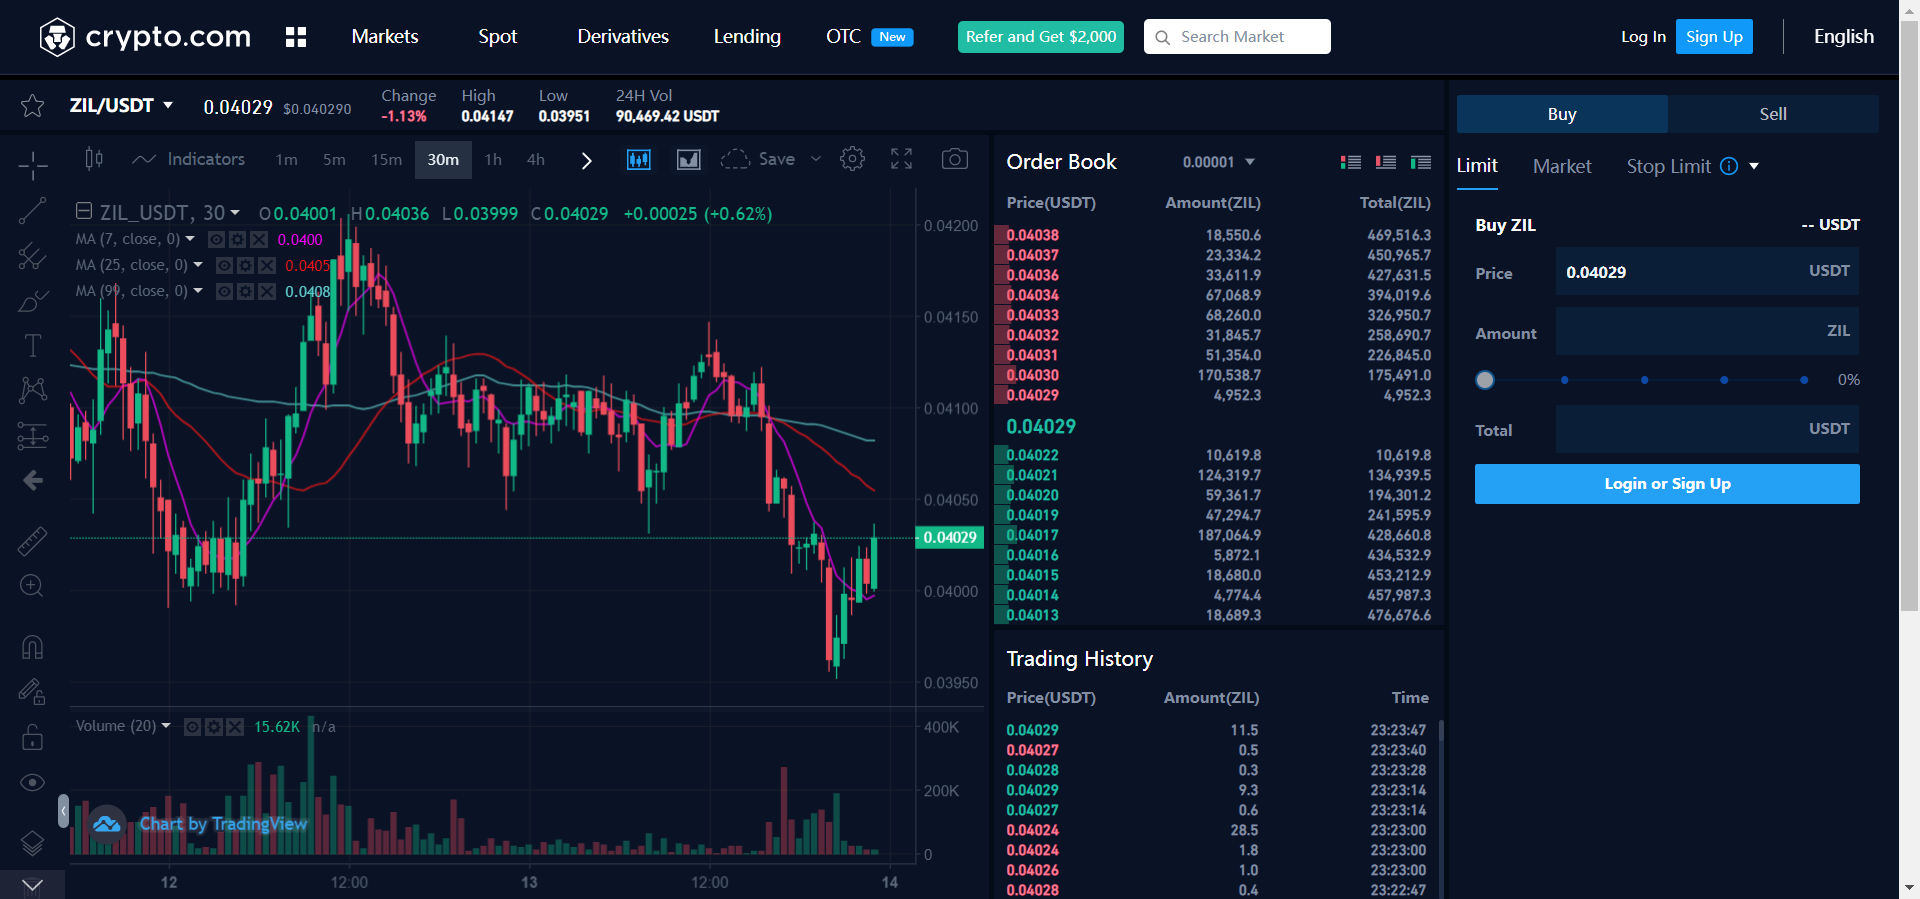 crypto.com Markets Spot Derivatives Lending OTC New Refer and Get $2,000 Search Market Log In Sign Up English
ZIL/USDT 0.04029 $0.040290
Change High Low 24H Vol
-1.13% 0.04147 0.03951 90,469.42 USDT
Indicators 1m 5m 15m 30m 1h 4h Save
ZIL_USDT, 30 O0.04001 H0.04036 L0.03999 C0.04029 +0.00025 (+0.62%)
MA (7, close, 0) 0.0400
MA (25, close, 0) 0.0405
MA (99, close, 0) 0.0408
0.04200
0.04150
0.04100
0.04050
0.04029
0.04000
0.03950
Volume (20) 15.62K n/a
400K
200K
0
Chart by TradingView
12 12:00 13 12:00 14
Order Book 0.00001
Price(USDT) Amount(ZIL) Total(ZIL)
0.04038 18,550.6 469,516.3
0.04037 23,334.2 450,965.7
0.04036 33,611.9 427,631.5
0.04034 67,068.9 394,019.6
0.04033 68,260.0 326,950.7
0.04032 31,845.7 258,690.7
0.04031 51,354.0 226,845.0
0.04030 170,538.7 175,491.0
0.04029 4,952.3 4,952.3
0.04029
0.04022 10,619.8 10,619.8
0.04021 124,319.7 134,939.5
0.04020 59,361.7 194,301.2
0.04019 47,294.7 241,595.9
0.04017 187,064.9 428,660.8
0.04016 5,872.1 434,532.9
0.04015 18,680.0 453,212.9
0.04014 4,774.4 457,987.3
0.04013 18,689.3 476,676.6
Trading History
Price(USDT) Amount(ZIL) Time
0.04029 11.5 23:23:47
0.04027 0.5 23:23:40
0.04028 0.3 23:23:28
0.04029 9.3 23:23:14
0.04027 0.6 23:23:14
0.04024 28.5 23:23:00
0.04024 1.8 23:23:00
0.04026 1.0 23:23:00
0.04028 0.4 23:22:47
Buy Sell
Limit Market Stop Limit
Buy ZIL -- USDT
Price 0.04029 USDT
Amount ZIL
0%
Total USDT
Login or Sign Up